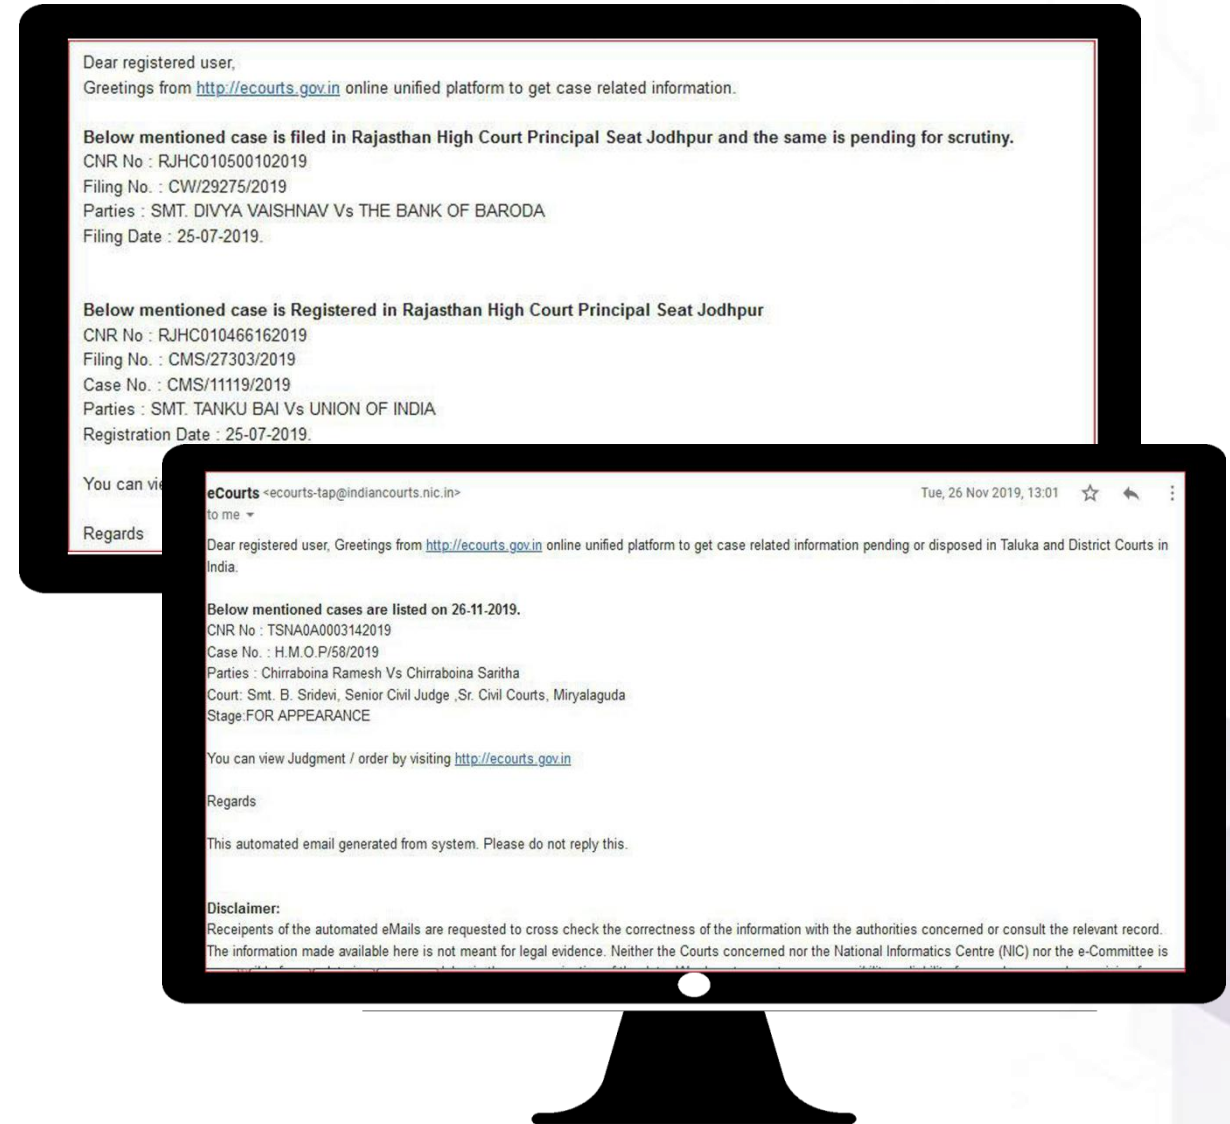 Dear registered user,
Greetings from http://ecourts.gov.in online unified platform to get case related information.
Below mentioned case is filed in Rajasthan High Court Principal Seat Jodhpur and the same is pending for scrutiny.
CNR No : RJHC010500102019
Filing No. : CW/29275/2019
Parties : SMT. DIVYA VAISHNAV Vs THE BANK OF BARODA
Filing Date : 25-07-2019.
Below mentioned case is Registered in Rajasthan High Court Principal Seat Jodhpur
CNR No : RJHC010466162019
Filing No. : CMS/27303/2019
Case No. : CMS/11119/2019
Parties : SMT. TANKU BAI Vs UNION OF INDIA
Registration Date : 25-07-2019.
You can
Regards
eCourts <ecourts-tap@indiancourts.nic.in> Tue, 26 Nov 2019, 13:01
to me
Dear registered user, Greetings from http://ecourts.gov.in online unified platform to get case related information pending or disposed in Taluka and District Courts in
India.
Below mentioned cases are listed on 26-11-2019.
CNR No : TSNA0A0003142019
Case No. : H.M.O.P/58/2019
Parties : Chirraboina Ramesh Vs Chirraboina Saritha
Court: Smt. B. Sridevi, Senior Civil Judge ,Sr. Civil Courts, Miryalaguda
Stage:FOR APPEARANCE
You can view Judgment / order by visiting http://ecourts.gov.in
Regards
This automated email generated from system. Please do not reply this.
Disclaimer:
Receipents of the automated eMails are requested to cross check the correctness of the information with the authorities concerned or consult the relevant record.
The information made available here is not meant for legal evidence. Neither the Courts concerned nor the National Informatics Centre (NIC) nor the e-Committee is